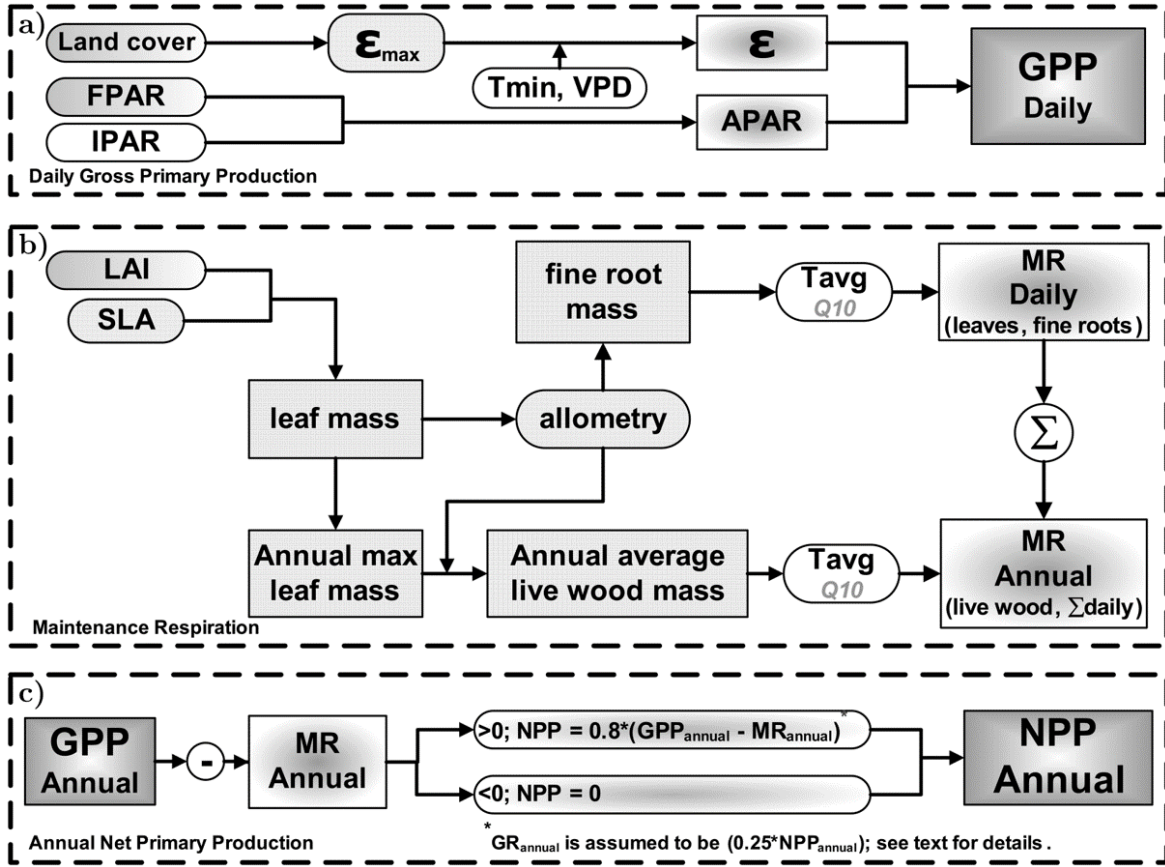 a)
Land cover
εmax
ε
GPP
Daily
Tmin, VPD
FPAR
APAR
IPAR
Daily Gross Primary Production
b)
LAI
SLA
fine root
mass
Tavg
Q10
MR
Daily
(leaves, fine roots)
leaf mass
allometry
Σ
Annual max
leaf mass
Annual average
live wood mass
Tavg
Q10
MR
Annual
(live wood, Σdaily)
Maintenance Respiration
c)
GPP
Annual
-
MR
Annual
>0; NPP = 0.8*(GPPannual - MRannual)*
<0; NPP = 0
NPP
Annual
*GRannual is assumed to be (0.25*NPPannual); see text for details.
Annual Net Primary Production